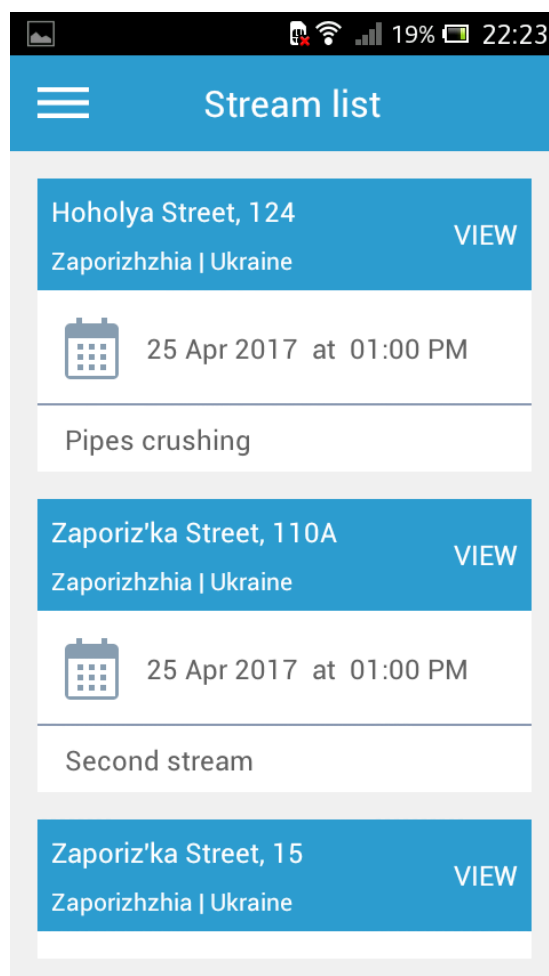 19% 22:23
Stream list
Hoholya Street, 124
VIEW
Zaporizhzhia | Ukraine
25 Apr 2017 at 01:00 PM
Pipes crushing
Zaporiz'ka Street, 110A
VIEW
Zaporizhzhia | Ukraine
25 Apr 2017 at 01:00 PM
Second stream
Zaporiz'ka Street, 15
VIEW
Zaporizhzhia | Ukraine